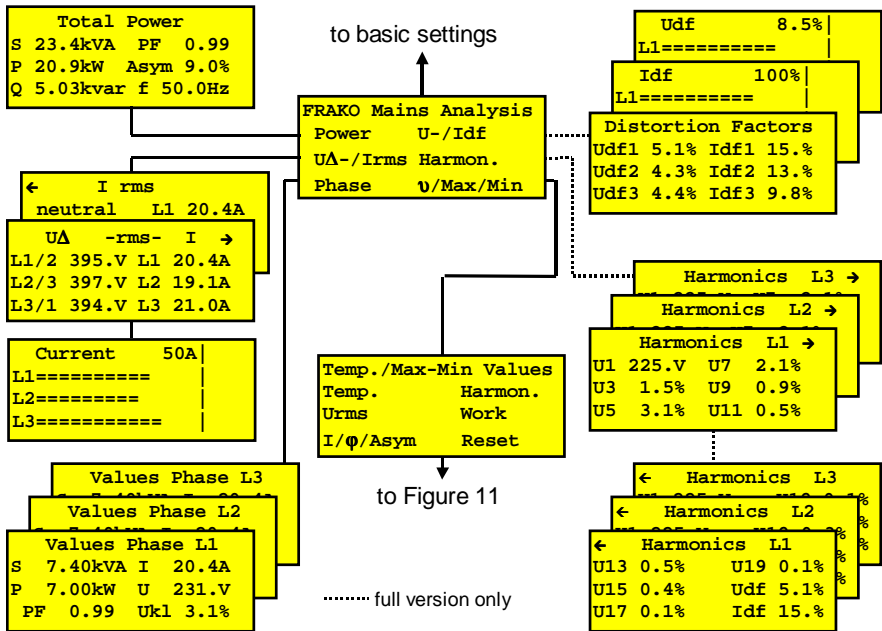 Total Power
S 23.4kVA PF 0.99
P 20.9kW Asym 9.0%
Q 5.03kvar f 50.0Hz
to basic settings
FRAKO Mains Analysis
Power U-/Idf
UΔ-/Irms Harmon.
Phase υ/Max/Min
Udf 8.5%|
L1========== |
Idf 100%|
L1========== |
Distortion Factors
Udf1 5.1% Idf1 15.%
Udf2 4.3% Idf2 13.%
Udf3 4.4% Idf3 9.8%
← I rms
neutral L1 20.4A
UΔ -rms- I →
L1/2 395.V L1 20.4A
L2/3 397.V L2 19.1A
L3/1 394.V L3 21.0A
Current 50A|
L1========== |
L2========= |
L3=========== |
Temp./Max-Min Values
Temp. Harmon.
Urms Work
I/φ/Asym Reset
to Figure 11
Harmonics L3 →
Harmonics L2 →
Harmonics L1 →
U1 225.V U7 2.1%
U3 1.5% U9 0.9%
U5 3.1% U11 0.5%
Values Phase L3
Values Phase L2
Values Phase L1
S 7.40kVA I 20.4A
P 7.00kW U 231.V
PF 0.99 Ukl 3.1%
full version only
← Harmonics L3
← Harmonics L2
← Harmonics L1
U13 0.5% U19 0.1%
U15 0.4% Udf 5.1%
U17 0.1% Idf 15.%